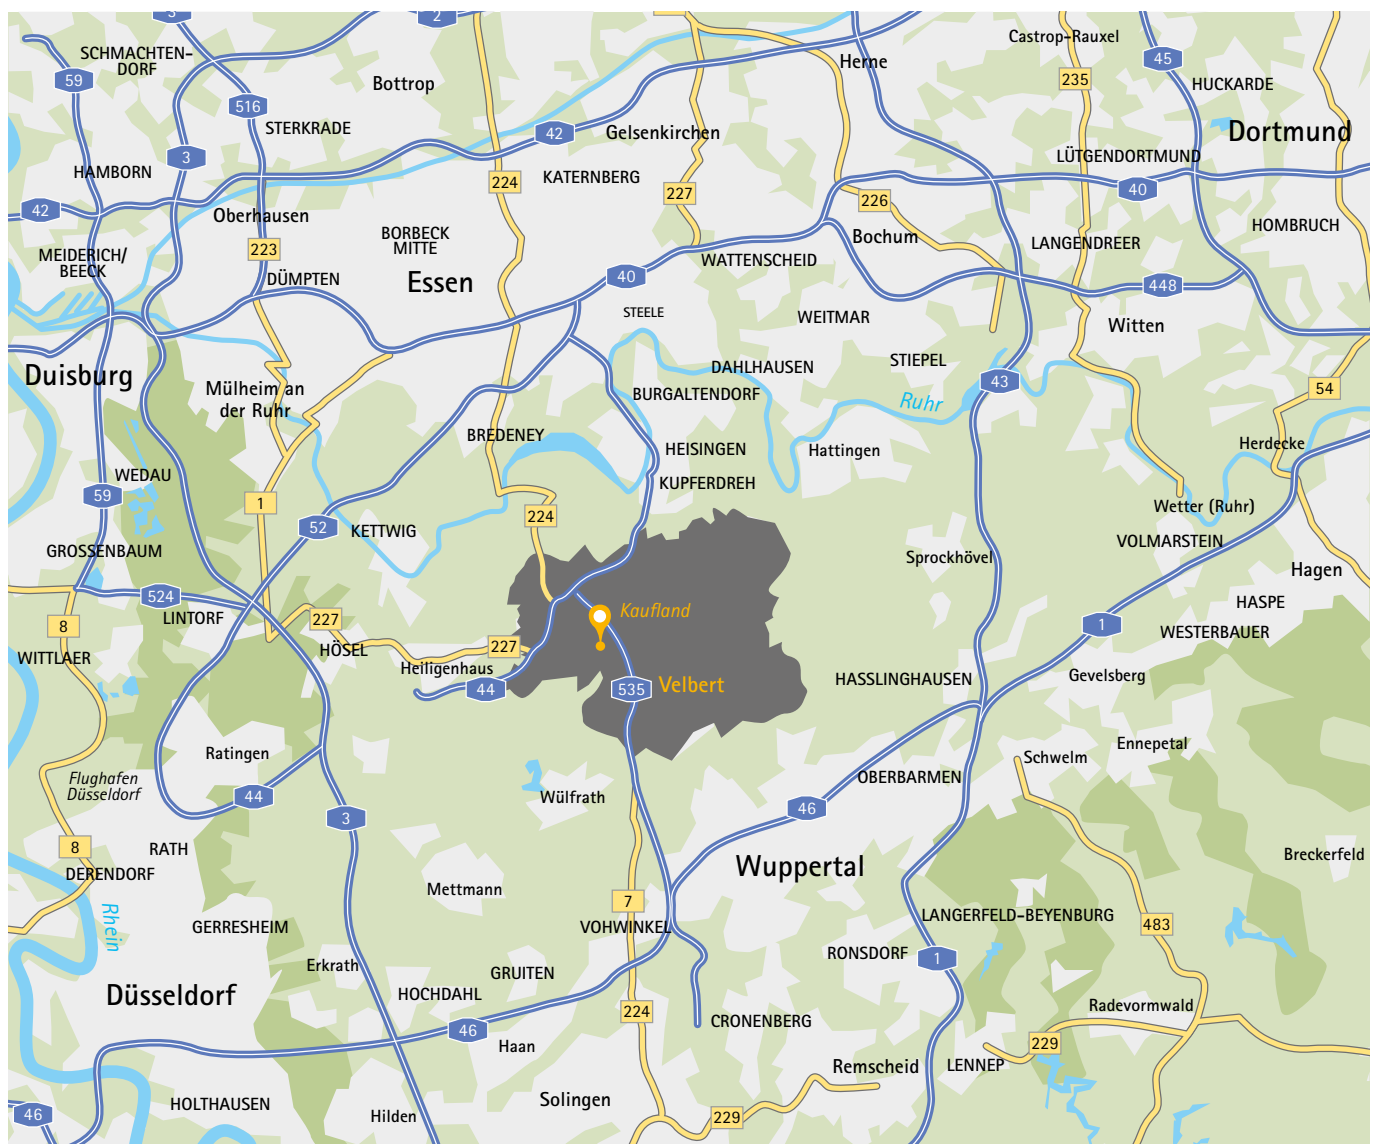 3
2
Castrop-Rauxel
SCHMACHTEN-
DORF
45
Herne
59
235
Bottrop
HUCKARDE
516
STERKRADE
42
Gelsenkirchen
Dortmund
3
LÜTGENDORTMUND
HAMBORN
KATERNBERG
224
227
40
226
42
Oberhausen
HOMBRUCH
BORBECK
MITTE
Bochum
LANGENDREER
223
MEIDERICH/
BEECK
WATTENSCHEID
DÜMPTEN
Essen
40
448
STEELE
WEITMAR
Witten
STIEPEL
DAHLHAUSEN
Duisburg
43
Mülheim an
der Ruhr
BURGALTENDORF
Ruhr
54
BREDENEY
HEISINGEN
Hattingen
Herdecke
WEDAU
KUPFERDREH
59
1
Wetter (Ruhr)
224
52
KETTWIG
VOLMARSTEIN
GROSSENBAUM
Sprockhövel
Hagen
524
HASPE
Kaufland
LINTORF
227
8
1
WESTERBAUER
HÖSEL
227
WITTLAER
Heiligenhaus
Gevelsberg
HASSLINGHAUSEN
44
535
Velbert
Ennepetal
Ratingen
Schwelm
Flughafen
Düsseldorf
OBERBARMEN
44
Wülfrath
46
3
8
RATH
Breckerfeld
Wuppertal
DERENDORF
Mettmann
7
Rhein
LANGERFELD-BEYENBURG
GERRESHEIM
VOHWINKEL
483
RONSDORF
1
Erkrath
GRUITEN
Düsseldorf
HOCHDAHL
Radevormwald
224
CRONENBERG
46
Haan
229
Remscheid
LENNEP
Solingen
HOLTHAUSEN
46
Hilden
229